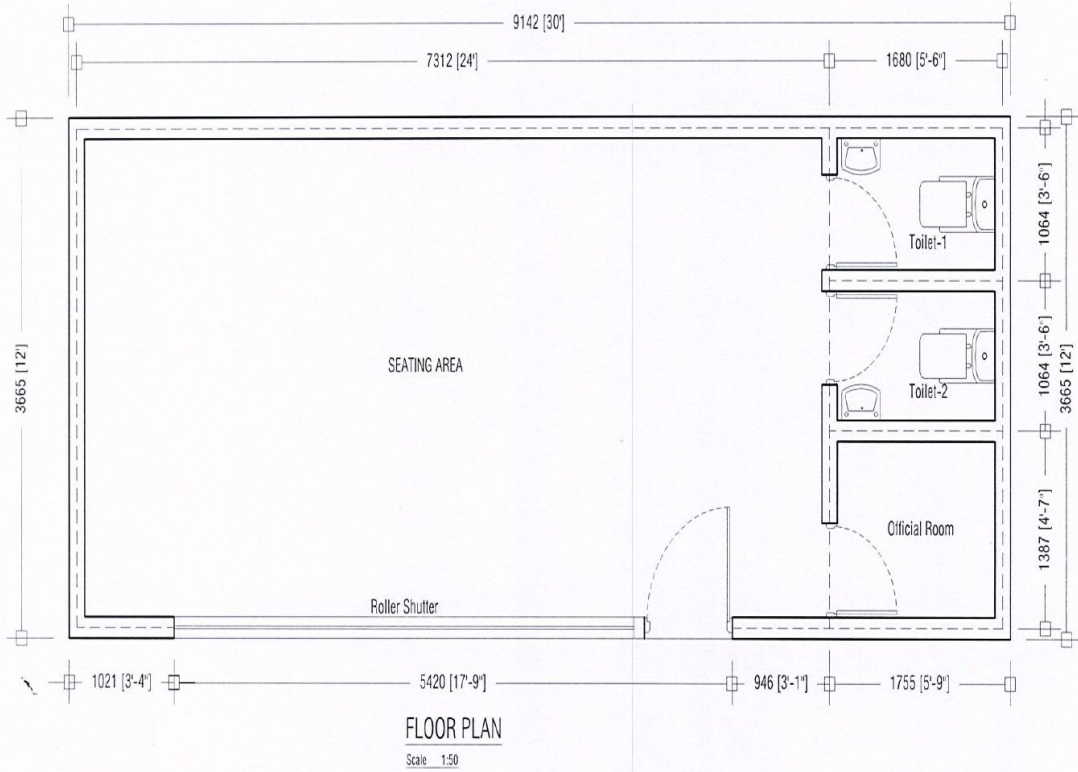 9142 [30']
7312 [24']
1680 [5'-6"]
3665 [12']
1064 [3'-6"]
Toilet-1
1064 [3'-6"]
3665 [12']
SEATING AREA
Toilet-2
1387 [4'-7"]
Official Room
Roller Shutter
1021 [3'-4"]
5420 [17'-9"]
946 [3'-1"]
1755 [5'-9"]
FLOOR PLAN
Scale 1:50